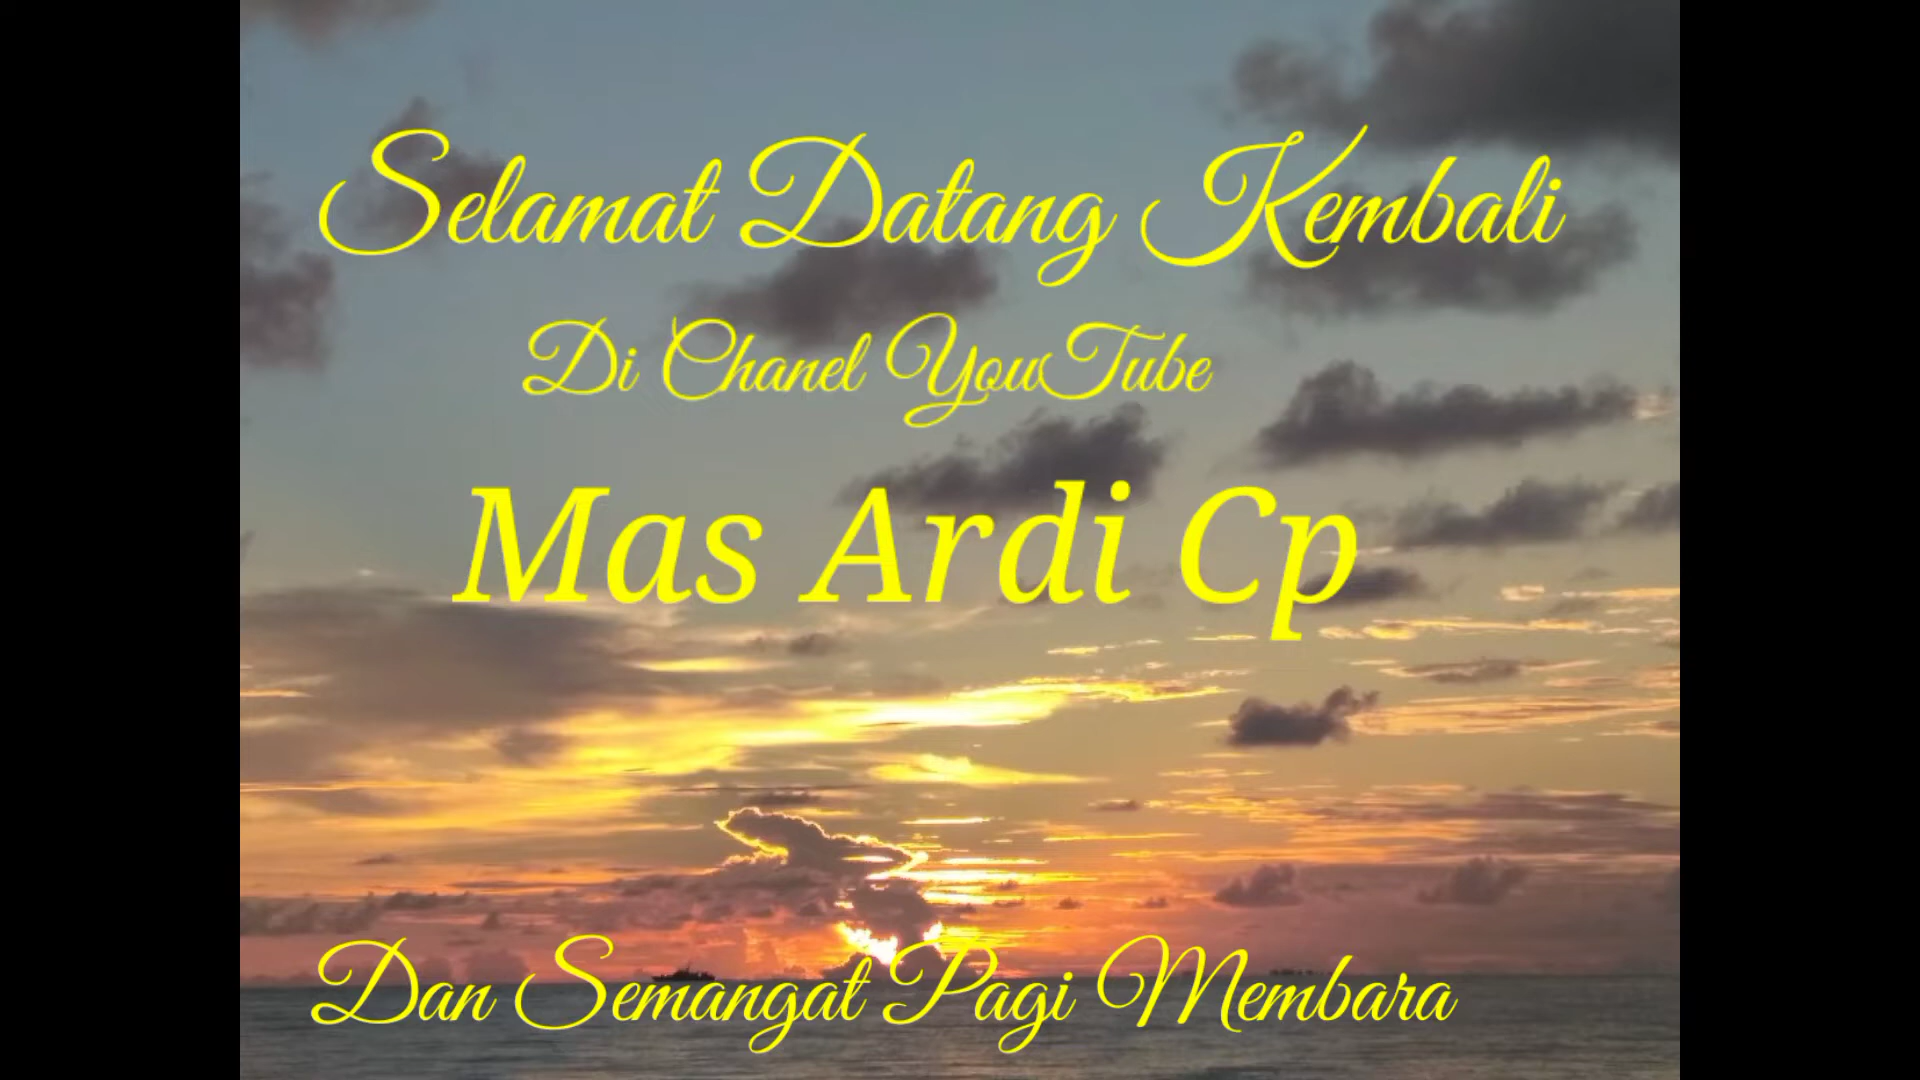 Selamat Datang Kembali
Di Chanel YouTube
Mas Ardi Cp
Dan Semangat Pagi Membara